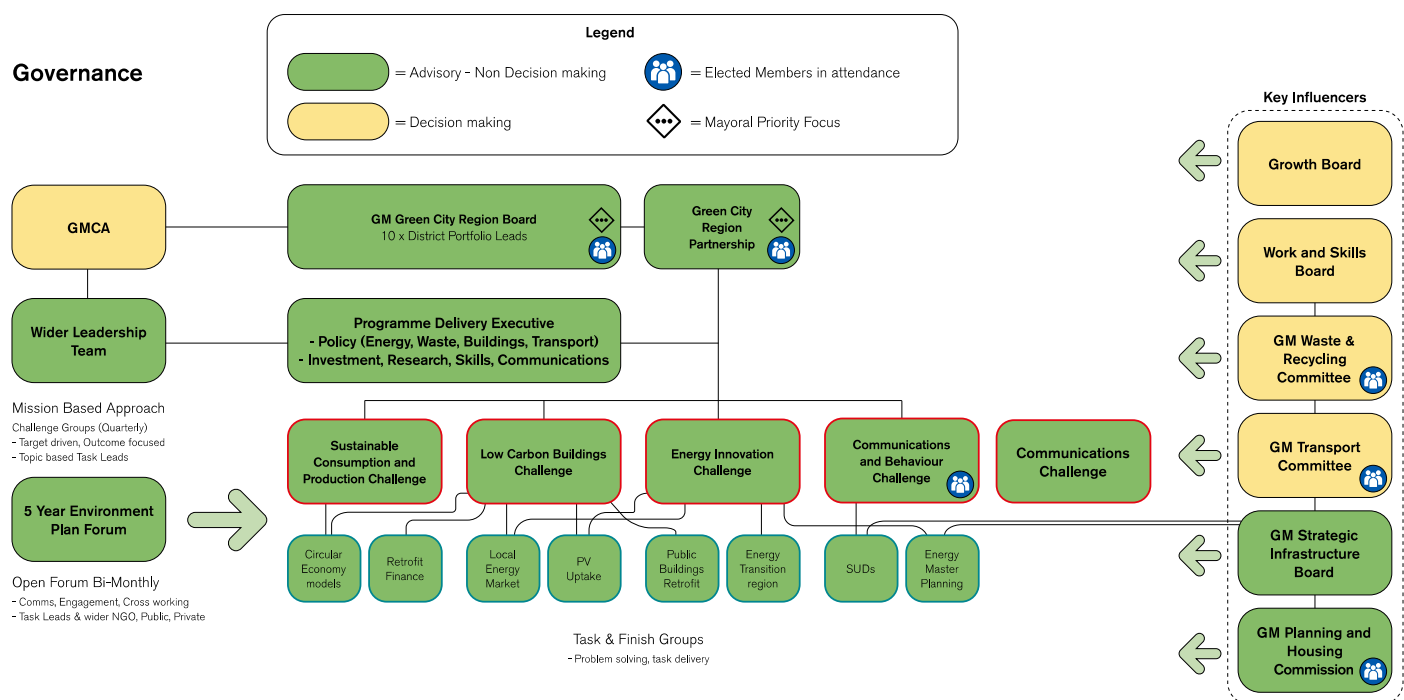 Governance
Legend
= Advisory - Non Decision making
= Elected Members in attendance
= Decision making
= Mayoral Priority Focus
Key Influencers
Growth Board
Work and Skills
Board
GM Waste &
Recycling
Committee
GM Transport
Committee
GM Strategic
Infrastructure
Board
GM Planning and
Housing
Commission
GMCA
GM Green City Region Board
10 x District Portfolio Leads
Green City
Region
Partnership
Wider Leadership
Team
Programme Delivery Executive
- Policy (Energy, Waste, Buildings, Transport)
- Investment, Research, Skills, Communications
Mission Based Approach
Challenge Groups (Quarterly)
- Target driven, Outcome focused
- Topic based Task Leads
Sustainable
Consumption and
Production Challenge
Low Carbon Buildings
Challenge
Energy Innovation
Challenge
Communications
and Behaviour
Challenge
Communications
Challenge
5 Year Environment
Plan Forum
Open Forum Bi-Monthly
- Comms, Engagement, Cross working
- Task Leads & wider NGO, Public, Private
Circular
Economy
models
Retrofit
Finance
Local
Energy
Market
PV
Uptake
Public
Buildings
Retrofit
Energy
Transition
region
SUDs
Energy
Master
Planning
Task & Finish Groups
- Problem solving, task delivery